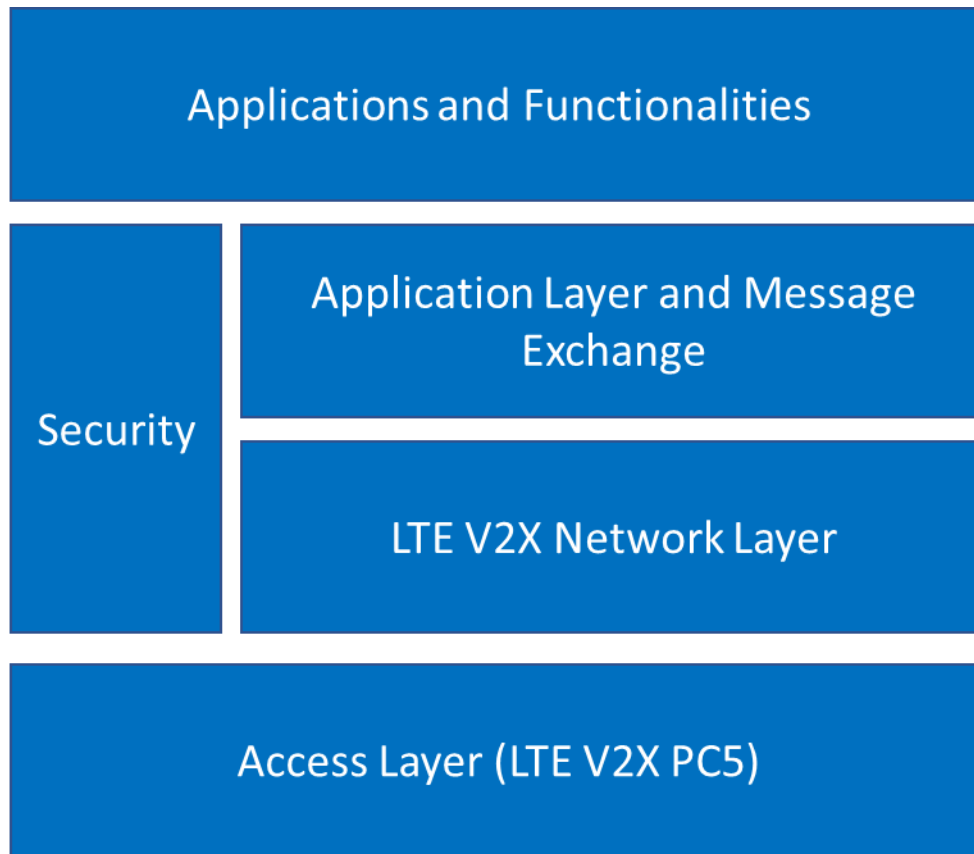 Applications and Functionalities
Application Layer and Message
Exchange
Security
LTE V2X Network Layer
Access Layer (LTE V2X PC5)